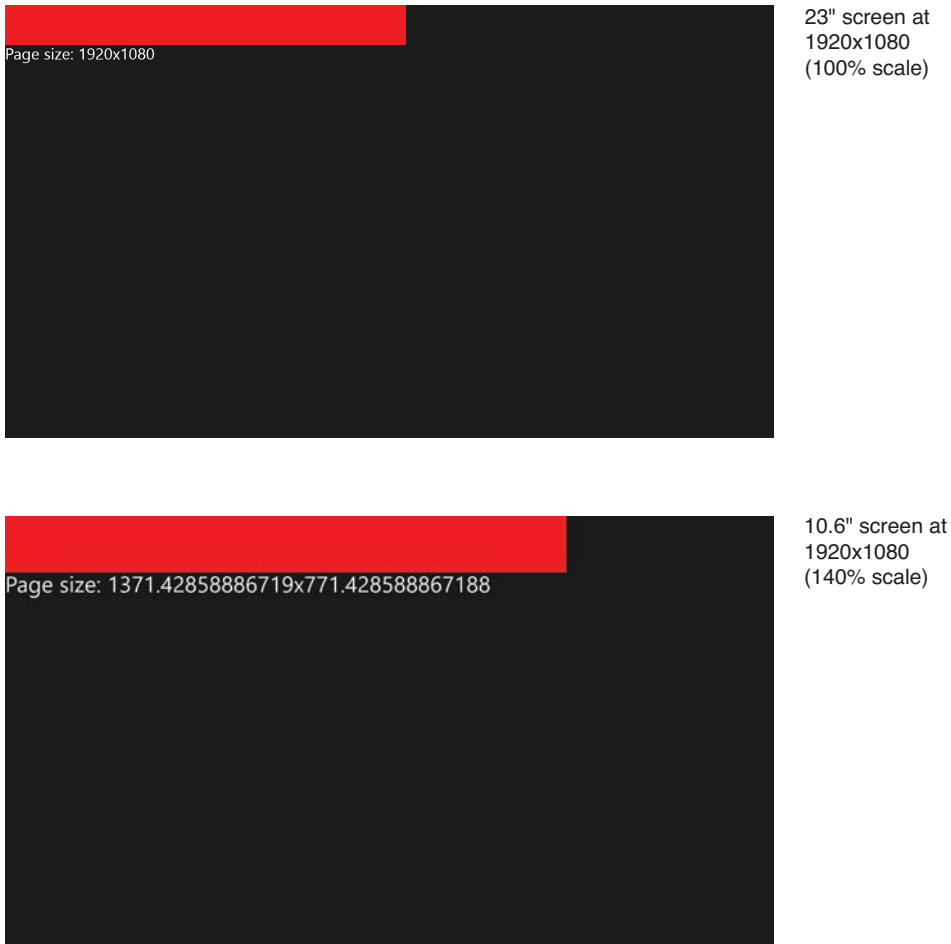 Page size: 1920x1080
23" screen at
1920x1080
(100% scale)
Page size: 1371.42858886719x771.428588867188
10.6" screen at
1920x1080
(140% scale)